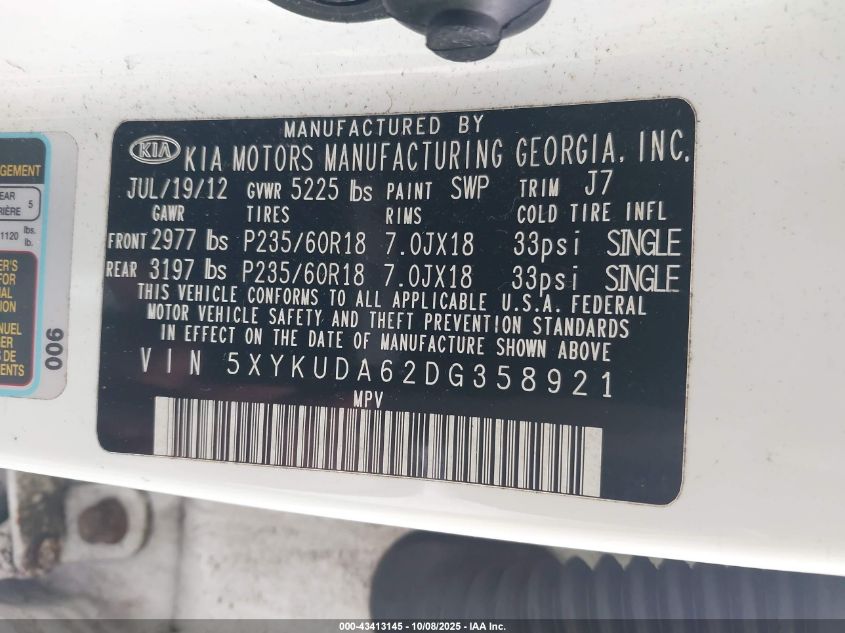 MANUFACTURED BY
KIA KIA MOTORS MANUFACTURING GEORGIA, INC.
JUL/19/12 GVWR 5225 lbs PAINT SWP TRIM J7
GAWR TIRES RIMS COLD TIRE INFL
FRONT 2977 lbs P235/60R18 7.0JX18 33psi SINGLE
REAR 3197 lbs P235/60R18 7.0JX18 33psi SINGLE
THIS VEHICLE CONFORMS TO ALL APPLICABLE U.S.A. FEDERAL
MOTOR VEHICLE SAFETY AND THEFT PREVENTION STANDARDS
IN EFFECT ON THE DATE OF MANUFACTURE SHOWN ABOVE
VIN 5XYKUDA62DG358921
MPV
5
1120 lbs.
lb.
FOR
006
000-43413145 - 10/08/2025 - IAA Inc.